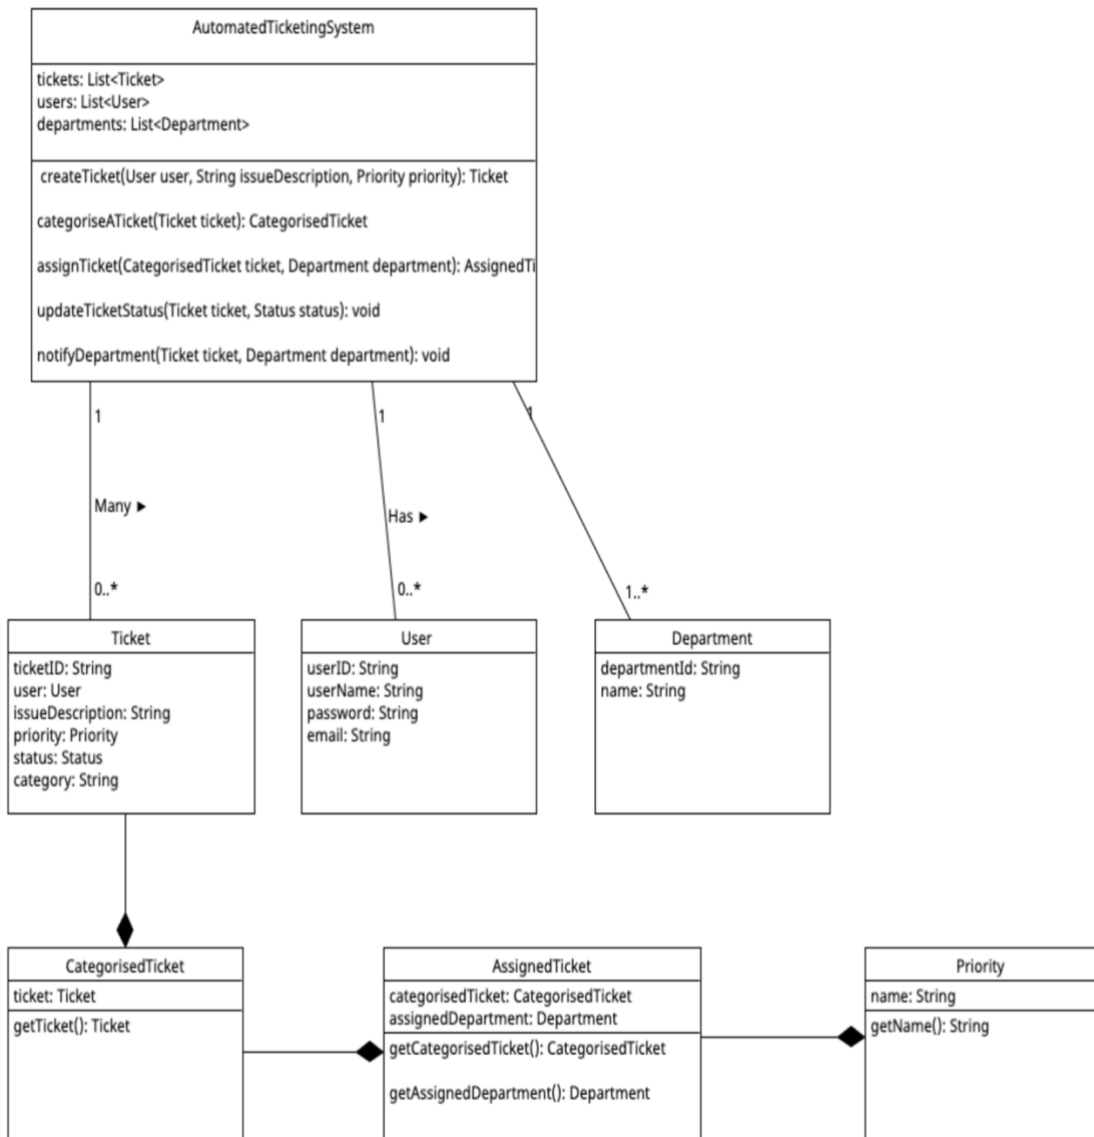 AutomatedTicketingSystem
tickets: List<Ticket>
users: List<User>
departments: List<Department>
createTicket(User user, String issueDescription, Priority priority): Ticket
categoriseATicket(Ticket ticket): CategorisedTicket
assignTicket(CategorisedTicket ticket, Department department): AssignedTi
updateTicketStatus(Ticket ticket, Status status): void
notifyDepartment(Ticket ticket, Department department): void
1
1
1
Many ►
Has ►
0..*
0..*
1..*
Ticket
ticketID: String
user: User
issueDescription: String
priority: Priority
status: Status
category: String
User
userID: String
userName: String
password: String
email: String
Department
departmentId: String
name: String
CategorisedTicket
ticket: Ticket
getTicket(): Ticket
AssignedTicket
categorisedTicket: CategorisedTicket
assignedDepartment: Department
getCategorisedTicket(): CategorisedTicket
getAssignedDepartment(): Department
Priority
name: String
getName(): String